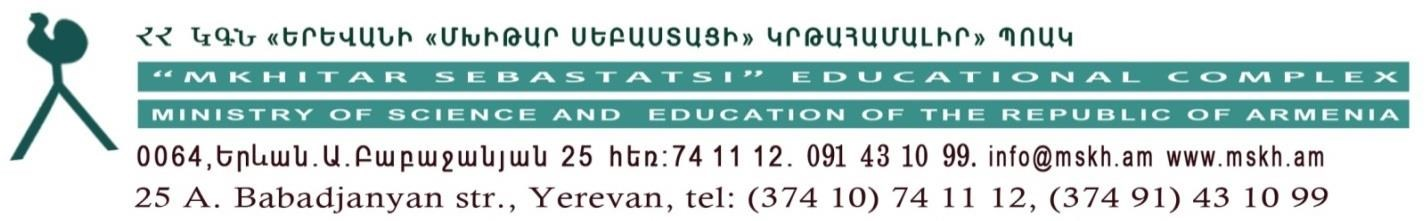 ՀՀ ԿԳՆ «ԵՐԵՎԱՆԻ «ՄԽԻԹԱՐ ՍԵԲԱՍՏԱՑԻ» ԿՐԹԱՀԱՄԱԼԻՐ» ՊՈԱԿ
“MKHITAR SEBASTATSI” EDUCATIONAL COMPLEX
MINISTRY OF SCIENCE AND EDUCATION OF THE REPUBLIC OF ARMENIA
0064,Երևան.Ա.Բաբաջանյան 25 հեռ:74 11 12. 091 43 10 99. info@mskh.am www.mskh.am
25 A. Babadjanyan str., Yerevan, tel: (374 10) 74 11 12, (374 91) 43 10 99